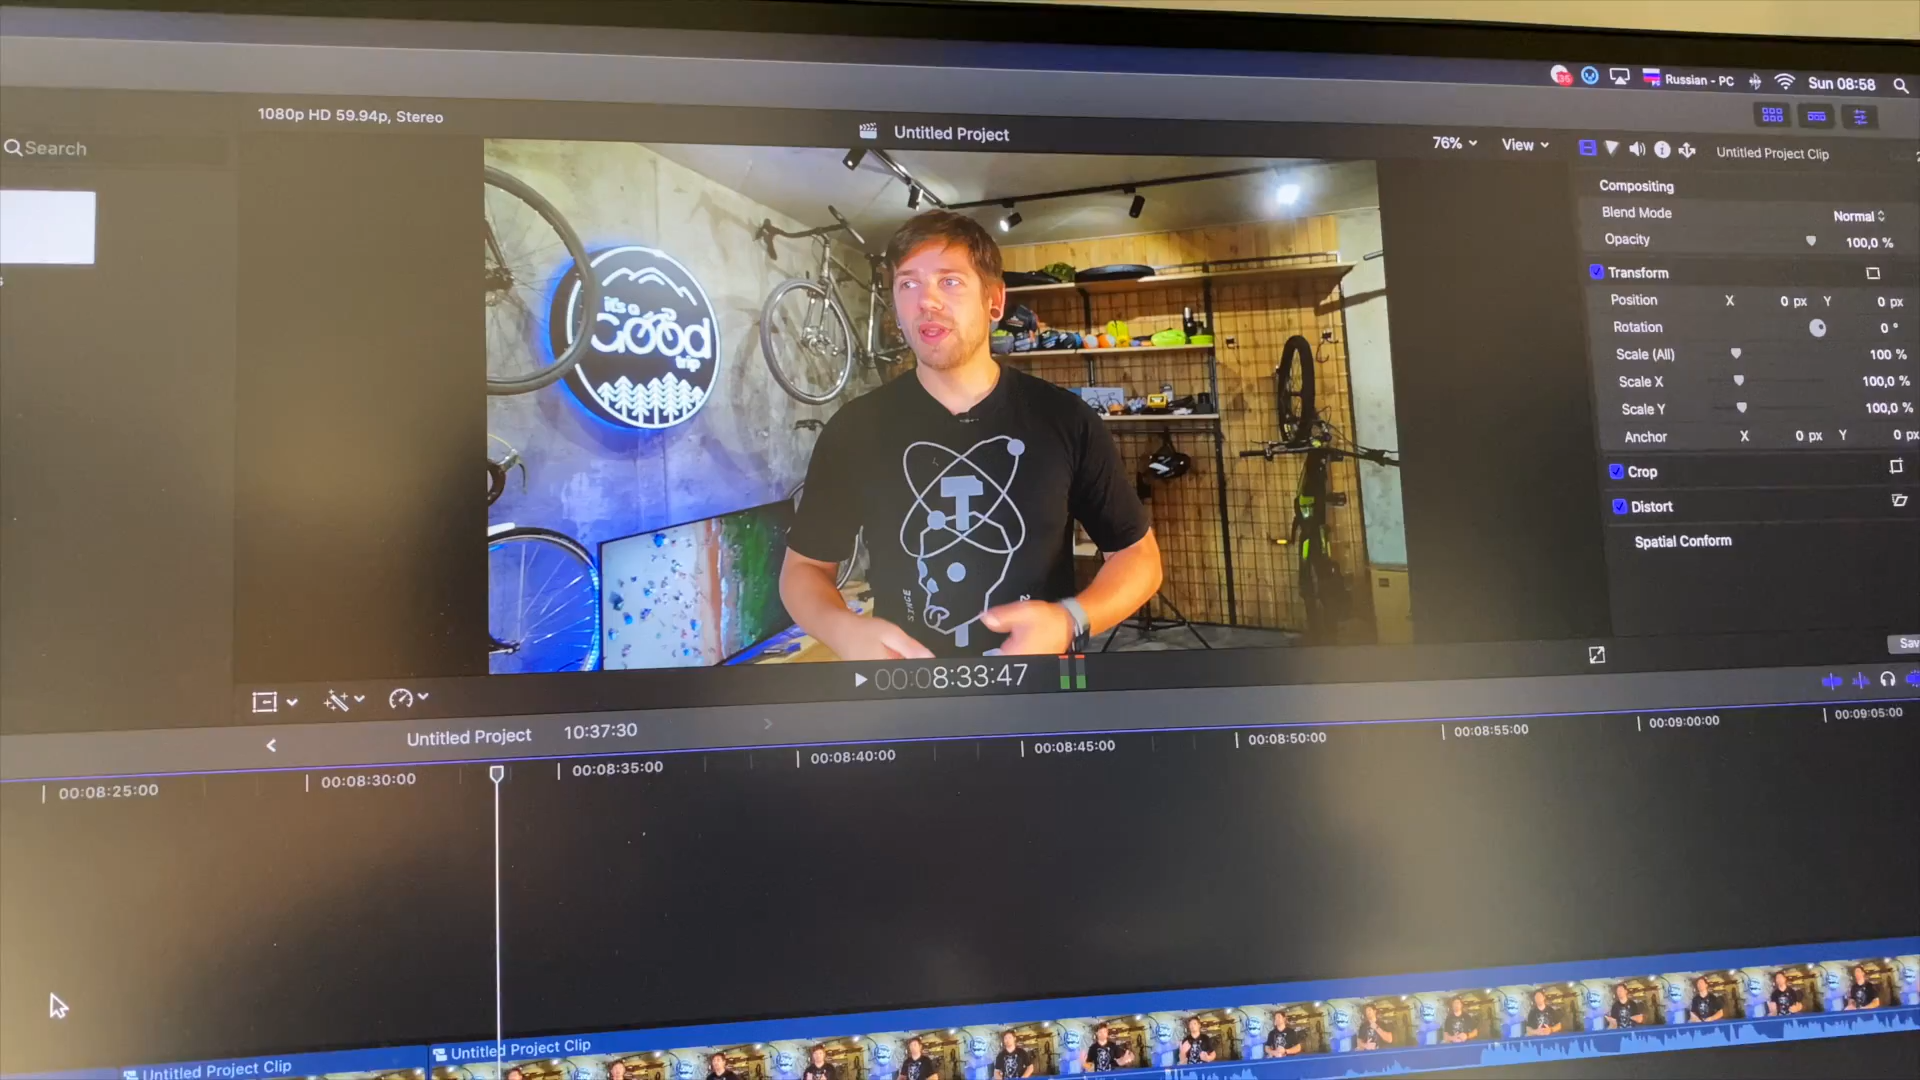 Russian - PC
Sun 08:58
1080p HD 59.94p, Stereo
Untitled Project
76%
View
Untitled Project Clip
Search
Compositing
Blend Mode
Normal
Opacity
100,0 %
Transform
Position X 0 px Y 0 px
Rotation 0 °
Scale (All) 100 %
Scale X 100,0 %
Scale Y 100,0 %
Anchor X 0 px Y 0 px
Crop
Distort
Spatial Conform
it's a
GOOD
trip
STAGE
00:08:33:47
Sav
Untitled Project 10:37:30
00:08:25:00
00:08:30:00
00:08:35:00
00:08:40:00
00:08:45:00
00:08:50:00
00:08:55:00
00:09:00:00
00:09:05:00
Untitled Project Clip
Untitled Project Clip